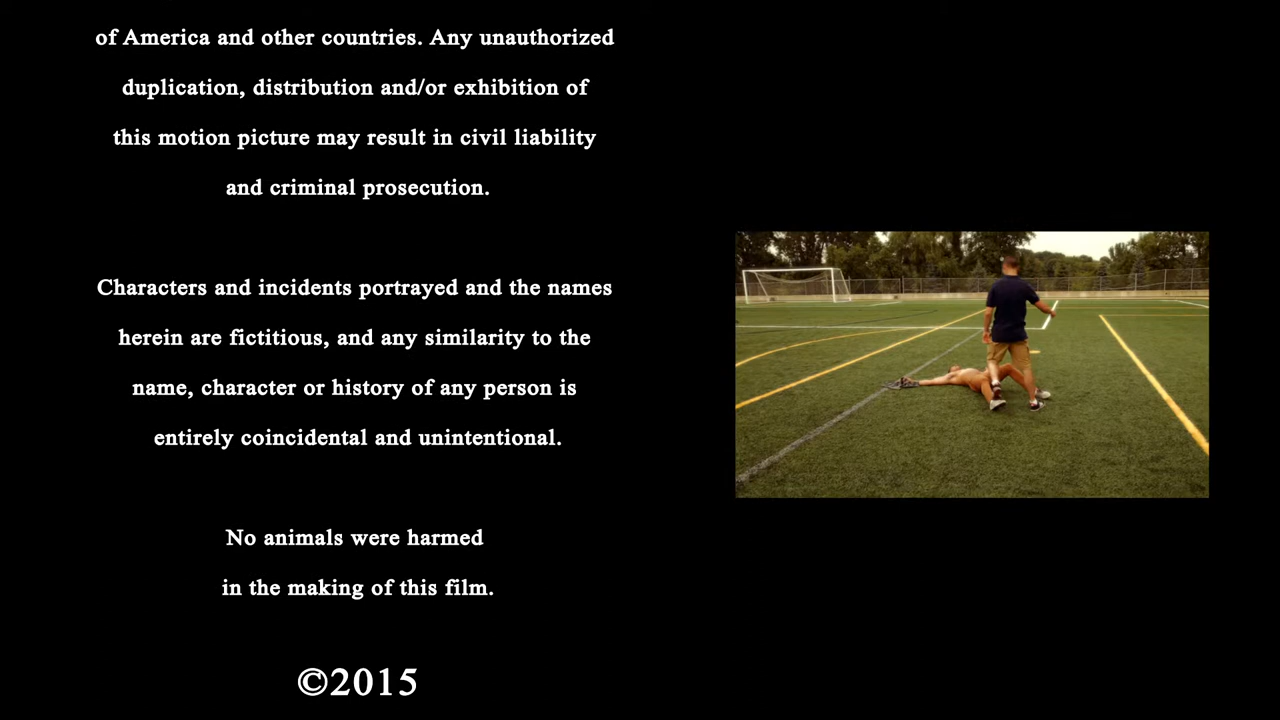 of America and other countries. Any unauthorized
duplication, distribution and/or exhibition of
this motion picture may result in civil liability
and criminal prosecution.
Characters and incidents portrayed and the names
herein are fictitious, and any similarity to the
name, character or history of any person is
entirely coincidental and unintentional.
No animals were harmed
in the making of this film.
©2015